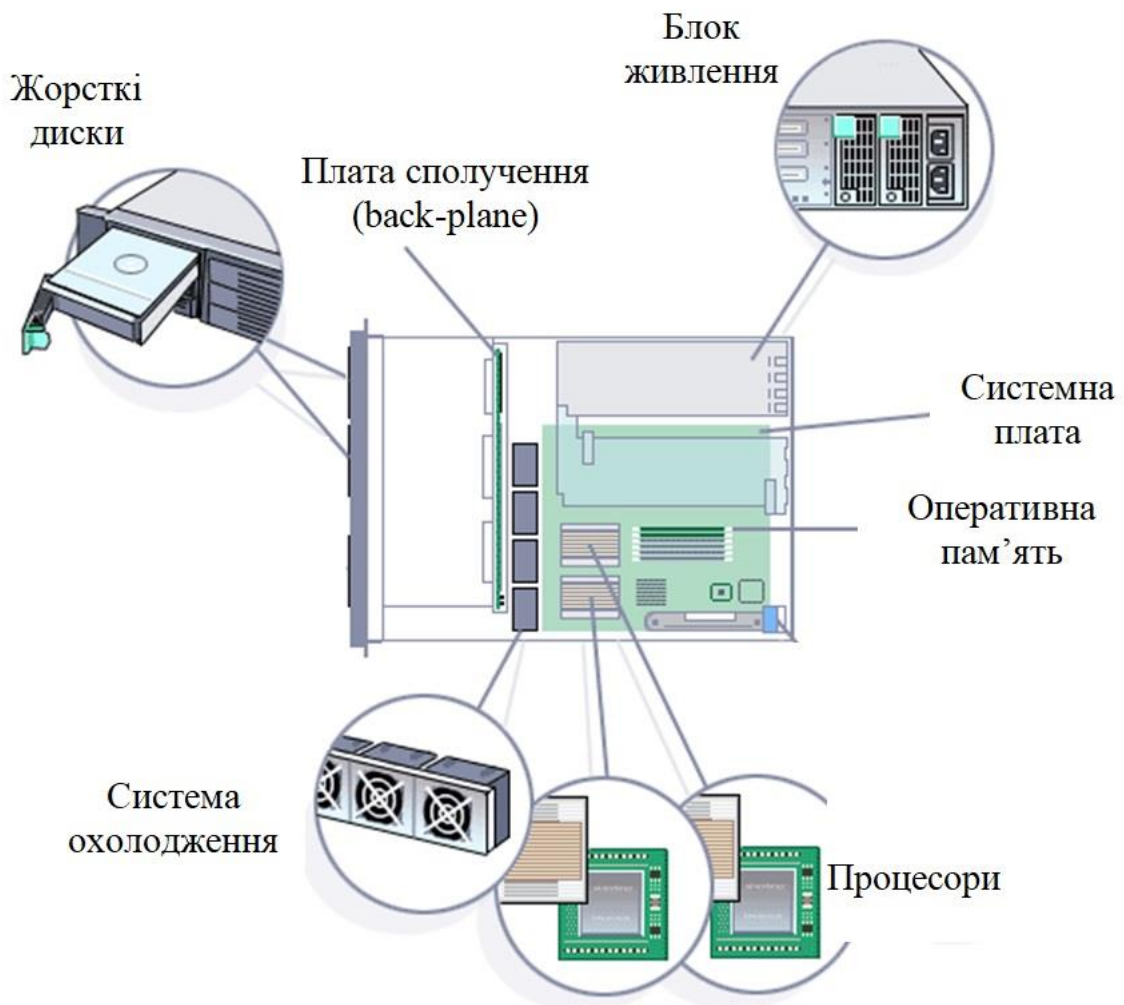 Блок
живлення
Жорсткі
диски
Плата сполучення
(back-plane)
Системна
плата
Оперативна
пам’ять
Система
охолодження
Процесори